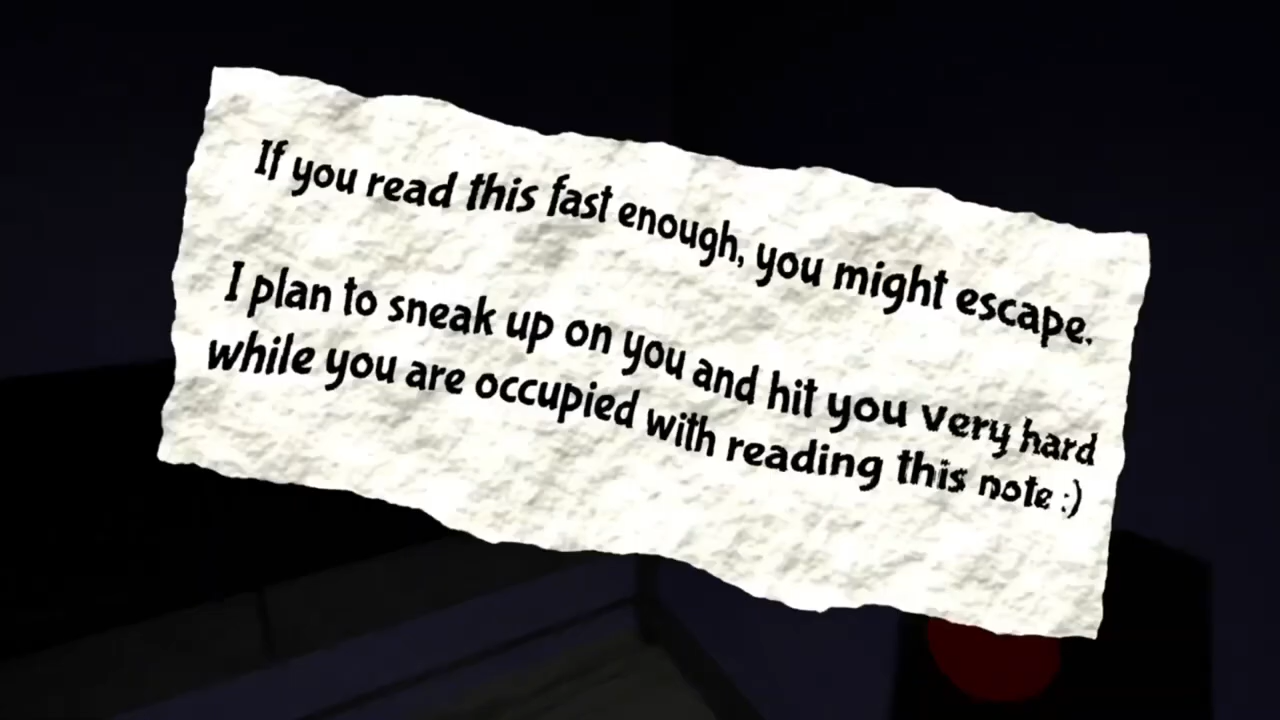 If you read this fast enough, you might escape.
I plan to sneak up on you and hit you very hard
while you are occupied with reading this note :)